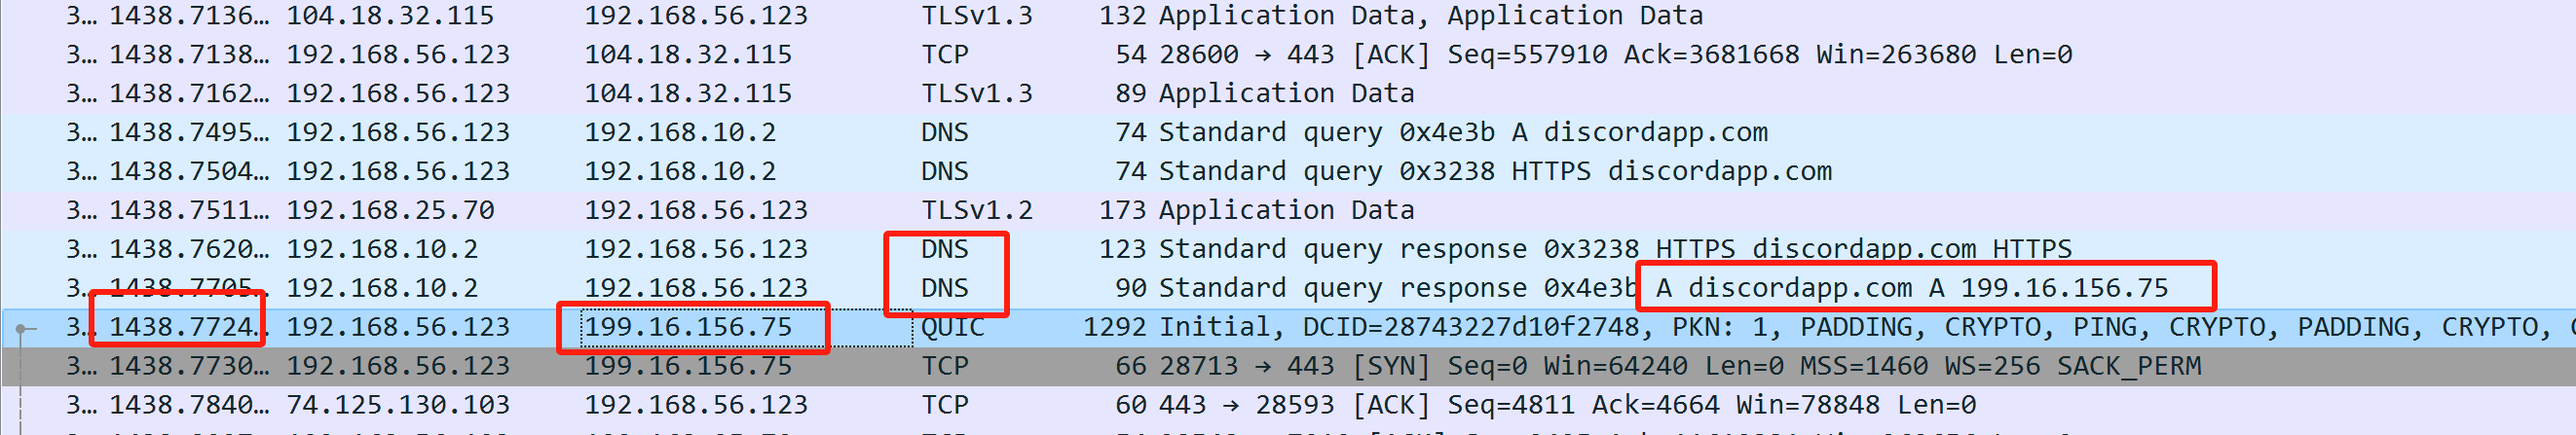 3… 1438.7136… 104.18.32.115 192.168.56.123 TLSv1.3 132 Application Data, Application Data
3… 1438.7138… 192.168.56.123 104.18.32.115 TCP 54 28600 → 443 [ACK] Seq=557910 Ack=3681668 Win=263680 Len=0
3… 1438.7162… 192.168.56.123 104.18.32.115 TLSv1.3 89 Application Data
3… 1438.7495… 192.168.56.123 192.168.10.2 DNS 74 Standard query 0x4e3b A discordapp.com
3… 1438.7504… 192.168.56.123 192.168.10.2 DNS 74 Standard query 0x3238 HTTPS discordapp.com
3… 1438.7511… 192.168.25.70 192.168.56.123 TLSv1.2 173 Application Data
3… 1438.7620… 192.168.10.2 192.168.56.123 DNS 123 Standard query response 0x3238 HTTPS discordapp.com HTTPS
3… 1438.7705… 192.168.10.2 192.168.56.123 DNS 90 Standard query response 0x4e3b A discordapp.com A 199.16.156.75
3… 1438.7724… 192.168.56.123 199.16.156.75 QUIC 1292 Initial, DCID=28743227d10f2748, PKN: 1, PADDING, CRYPTO, PING, CRYPTO, PADDING, CRYPTO,
3… 1438.7730… 192.168.56.123 199.16.156.75 TCP 66 28713 → 443 [SYN] Seq=0 Win=64240 Len=0 MSS=1460 WS=256 SACK_PERM
3… 1438.7840… 74.125.130.103 192.168.56.123 TCP 60 443 → 28593 [ACK] Seq=4811 Ack=4664 Win=78848 Len=0